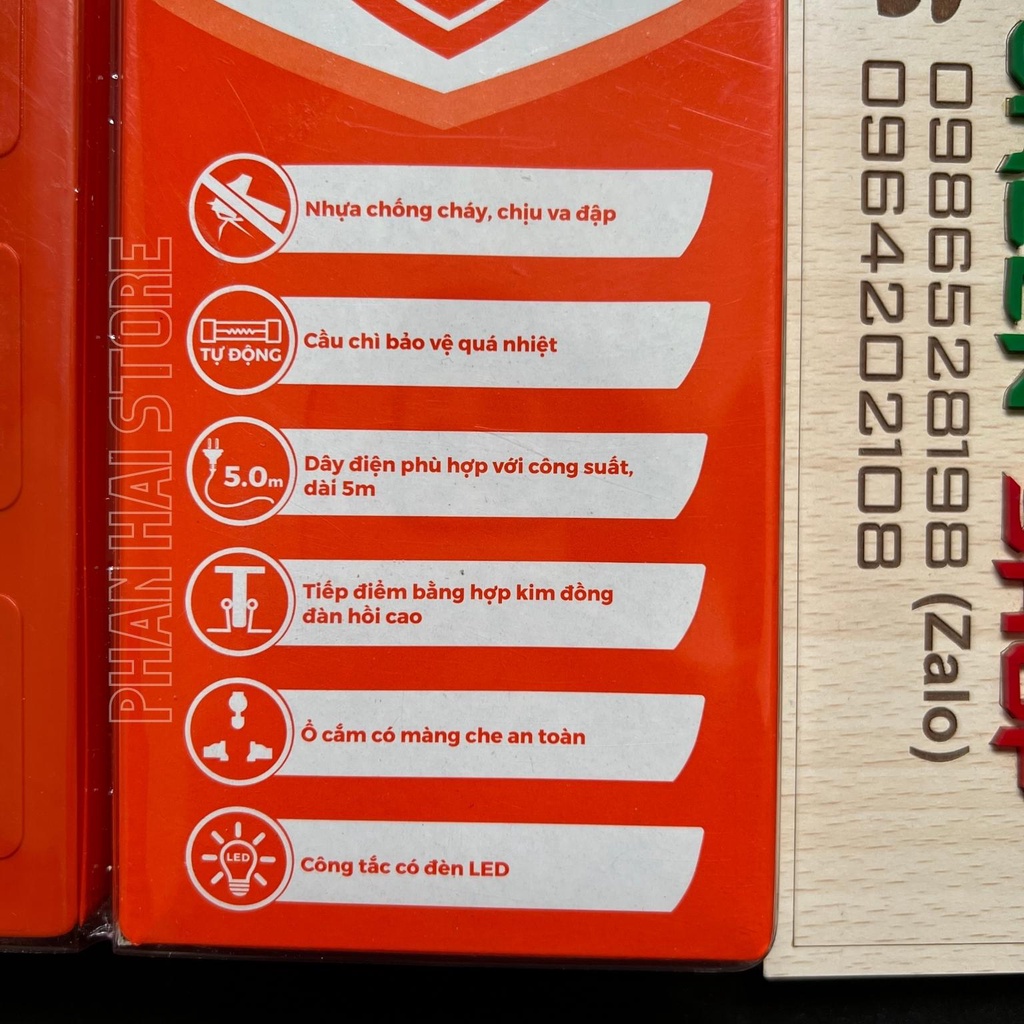 Nhựa chống cháy, chịu va đập
TỰ ĐỘNG
Cầu chì bảo vệ quá nhiệt
5.0m
Dây điện phù hợp với công suất,
dài 5m
Tiếp điểm bằng hợp kim đồng
đàn hồi cao
Ổ cắm có màng che an toàn
LED
Công tắc có đèn LED
PHAN HAI STORE
0986528198 (Zalo)
0964202108
SHOP